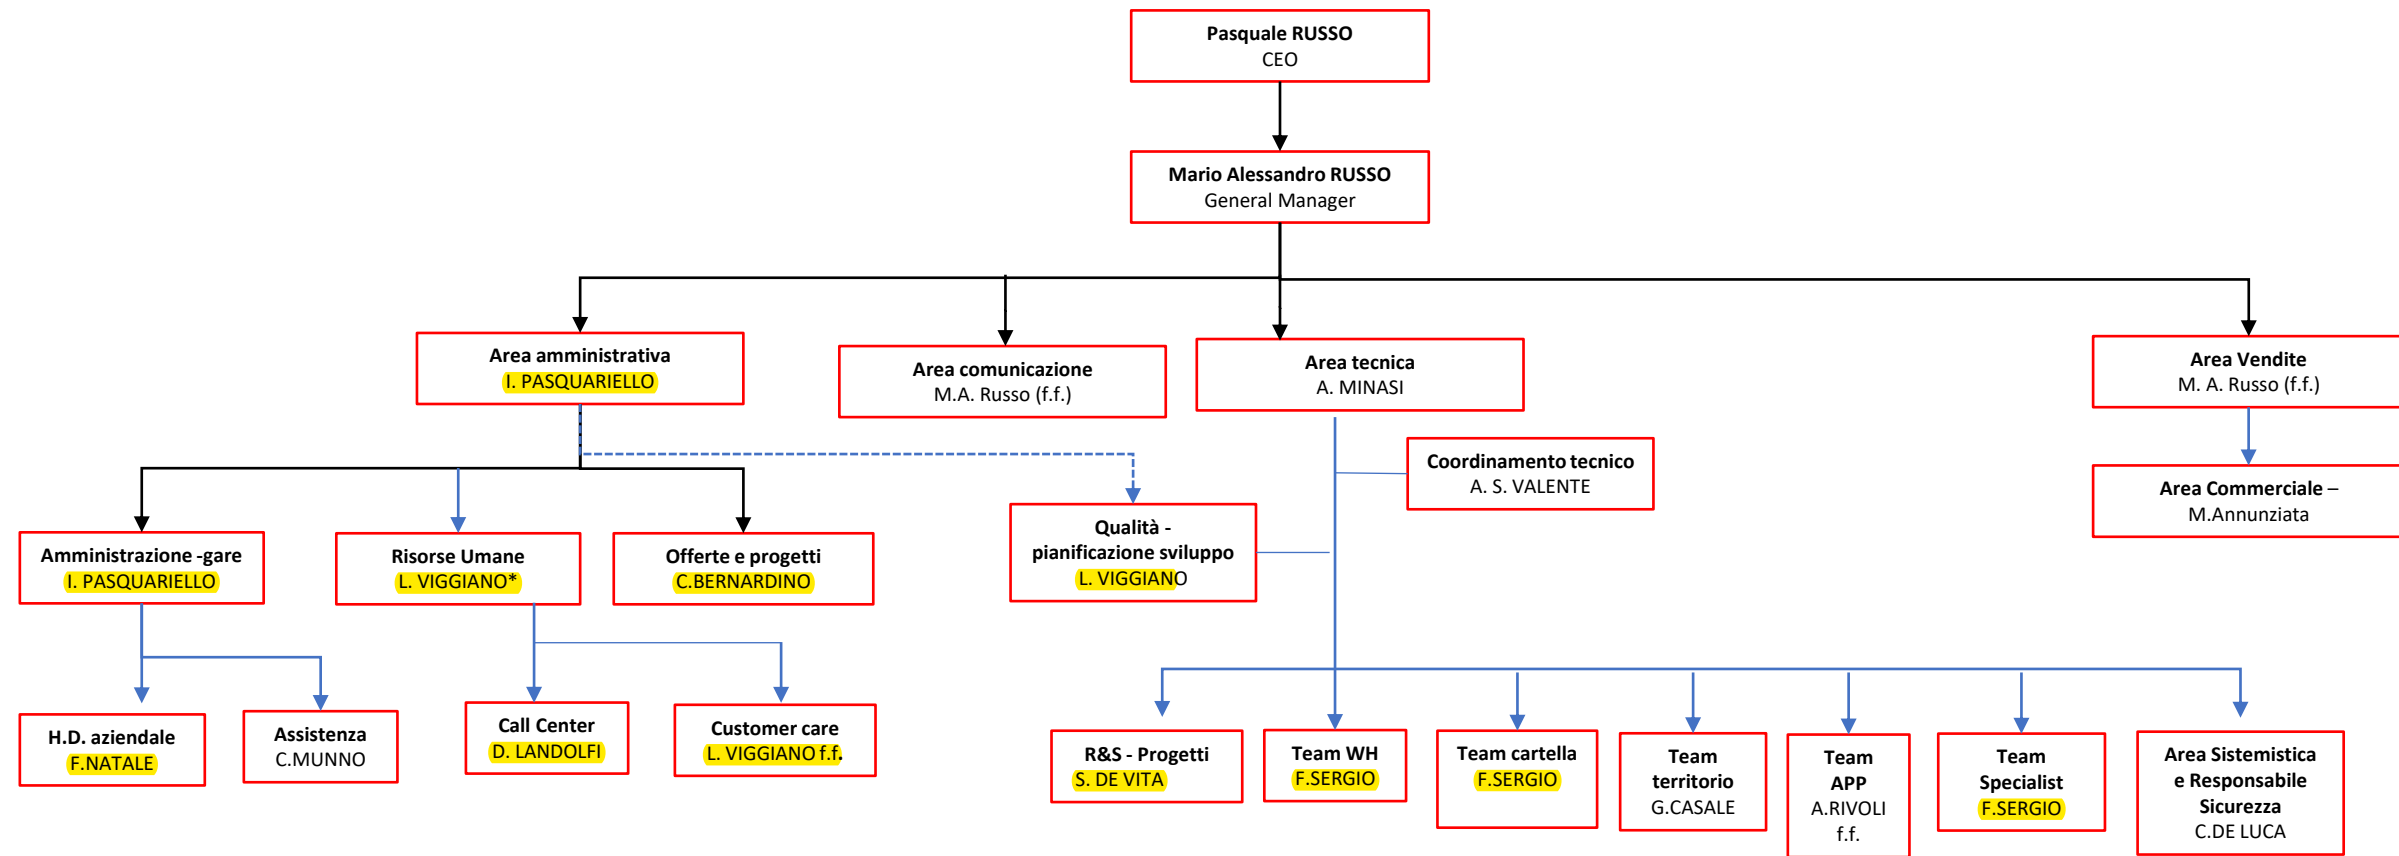 Pasquale RUSSO
CEO
Mario Alessandro RUSSO
General Manager
Area amministrativa
I. PASQUARIELLO
Area comunicazione
M.A. Russo (f.f.)
Area tecnica
A. MINASI
Area Vendite
M. A. Russo (f.f.)
Coordinamento tecnico
A. S. VALENTE
Area Commerciale –
M.Annunziata
Amministrazione -gare
I. PASQUARIELLO
Risorse Umane
L. VIGGIANO*
Offerte e progetti
C.BERNARDINO
Qualità -
pianificazione sviluppo
L. VIGGIANO
H.D. aziendale
F.NATALE
Assistenza
C.MUNNO
Call Center
D. LANDOLFI
Customer care
L. VIGGIANO f.f.
R&S - Progetti
S. DE VITA
Team WH
F.SERGIO
Team cartella
F.SERGIO
Team
territorio
G.CASALE
Team
APP
A.RIVOLI
f.f.
Team
Specialist
F.SERGIO
Area Sistemistica
e Responsabile
Sicurezza
C.DE LUCA